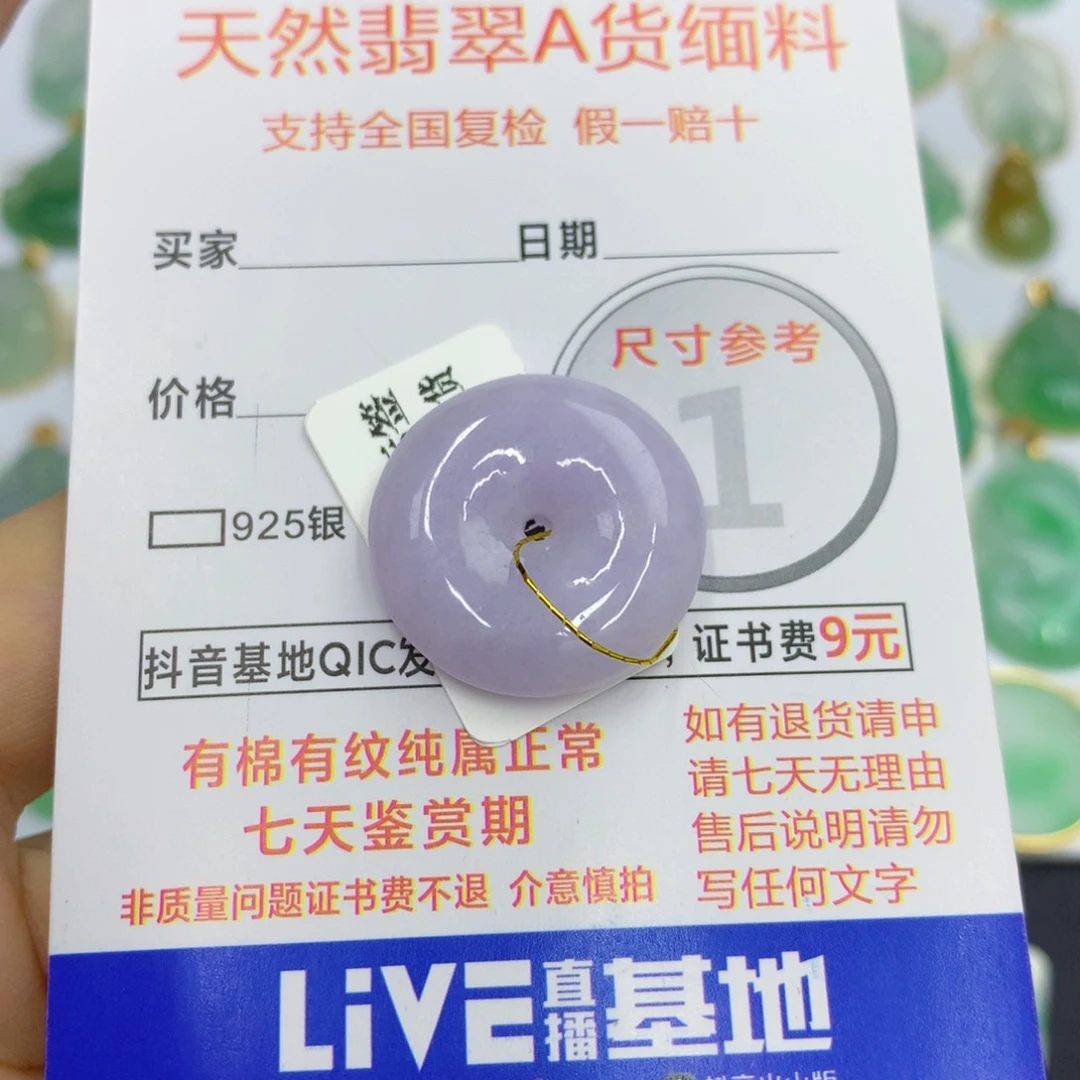 天然翡翠A货缅料
支持全国复检 假一赔十
买家 日期
尺寸参考
1
价格
925银
抖音基地QIC发 ，证书费9元
有棉有纹纯属正常
七天鉴赏期
非质量问题证书费不退 介意慎拍
如有退货请申
请七天无理由
售后说明请勿
写任何文字
LiVE直播基地